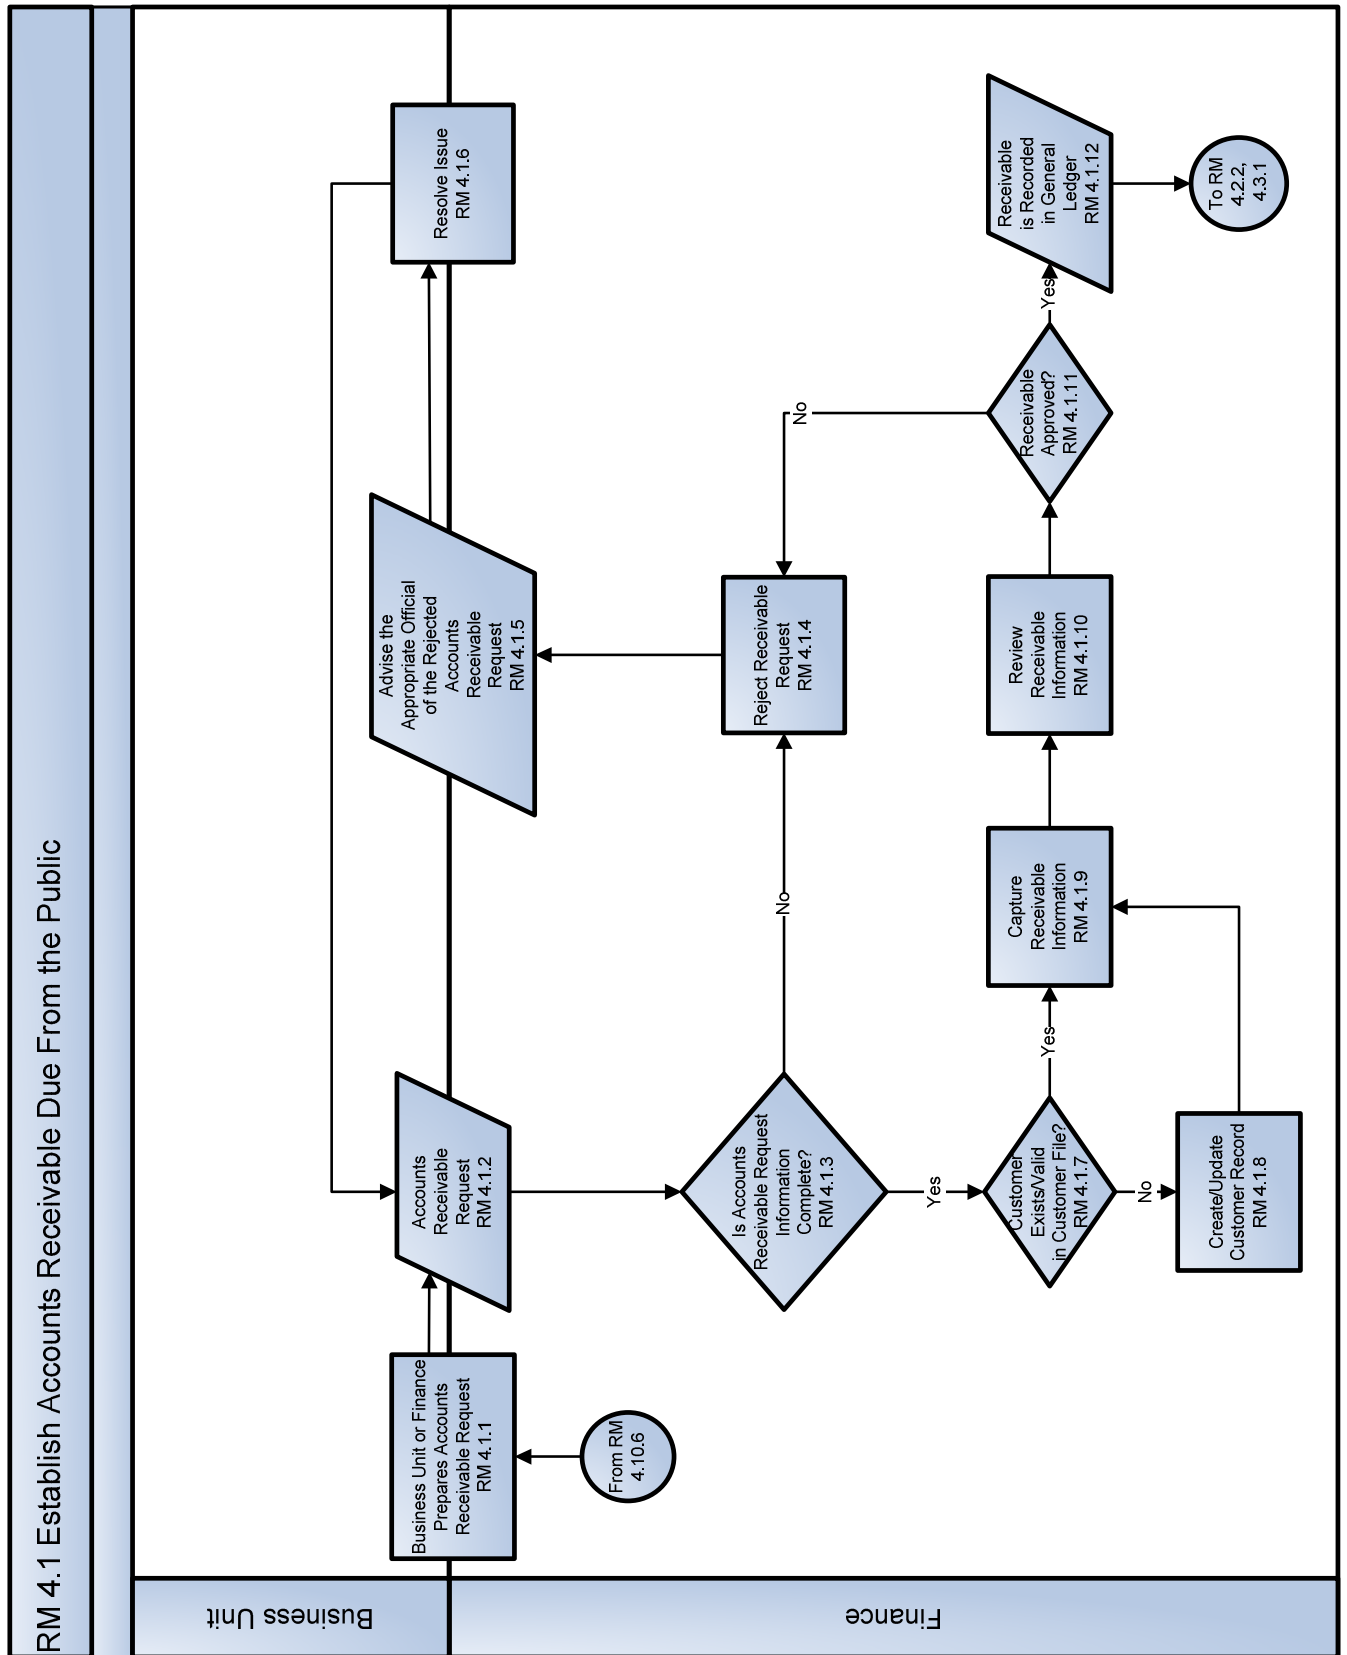 RM 4.1 Establish Accounts Receivable Due From the Public
Business Unit
Finance
From RM
4.10.6
Business Unit or Finance
Prepares Accounts
Receivable Request
RM 4.1.1
Accounts
Receivable
Request
RM 4.1.2
Is Accounts
Receivable Request
Information
Complete?
RM 4.1.3
No
Yes
Reject Receivable
Request
RM 4.1.4
Advise the
Appropriate Official
of the Rejected
Accounts
Receivable
Request
RM 4.1.5
Resolve Issue
RM 4.1.6
Customer
Exists/Valid
in Customer File?
RM 4.1.7
Yes
No
Create/Update
Customer Record
RM 4.1.8
Capture
Receivable
Information
RM 4.1.9
Review
Receivable
Information
RM 4.1.10
Receivable
Approved?
RM 4.1.11
No
Yes
Receivable
is Recorded
in General
Ledger
RM 4.1.12
To RM
4.2.2,
4.3.1